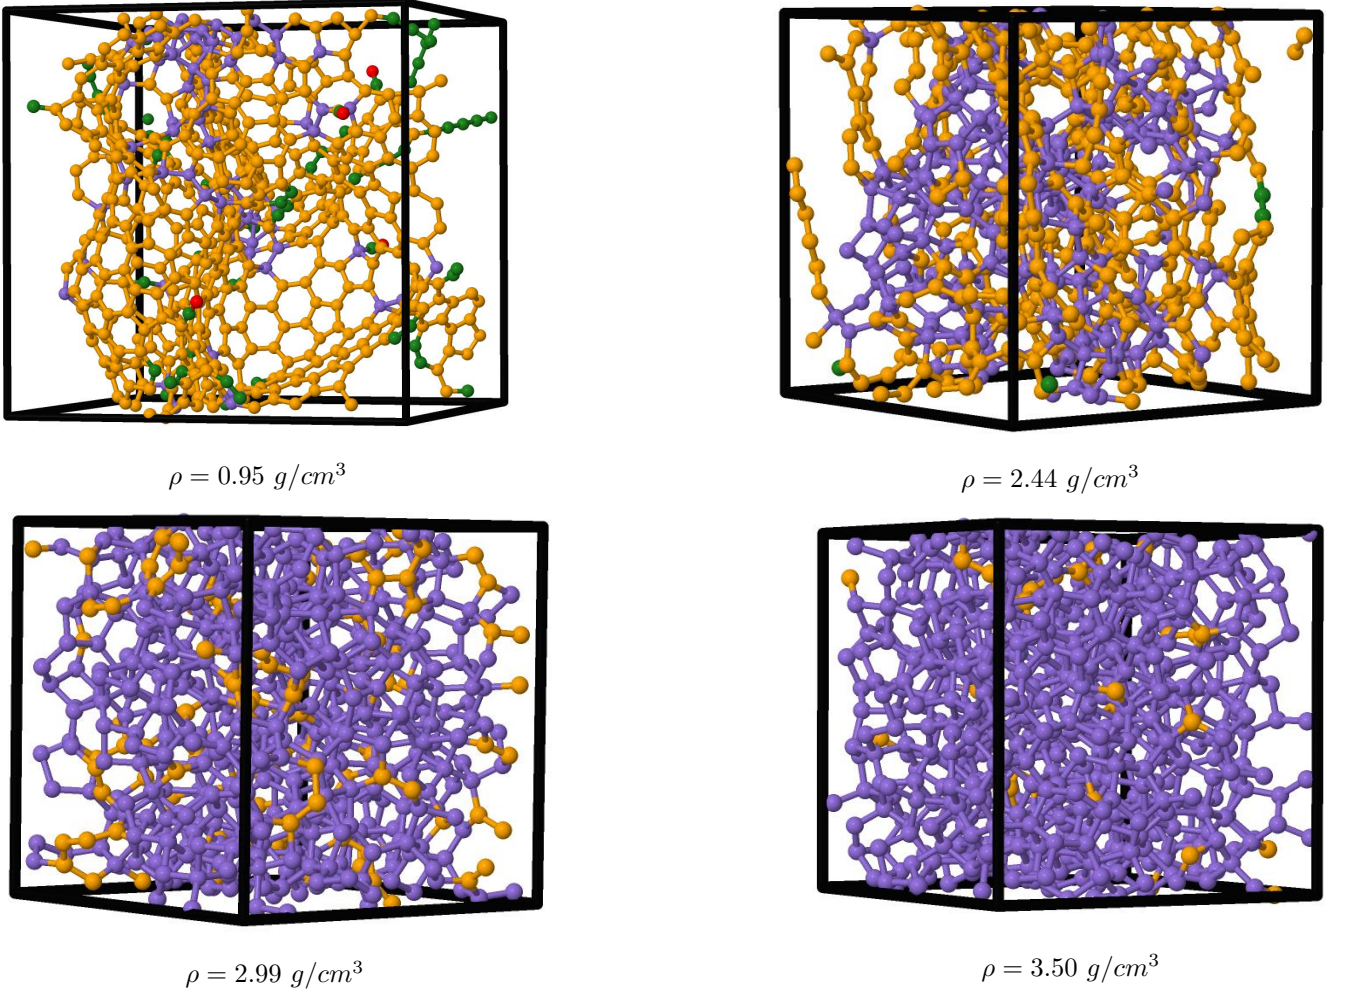 ρ = 0.95 g/cm³
ρ = 2.44 g/cm³
ρ = 2.99 g/cm³
ρ = 3.50 g/cm³